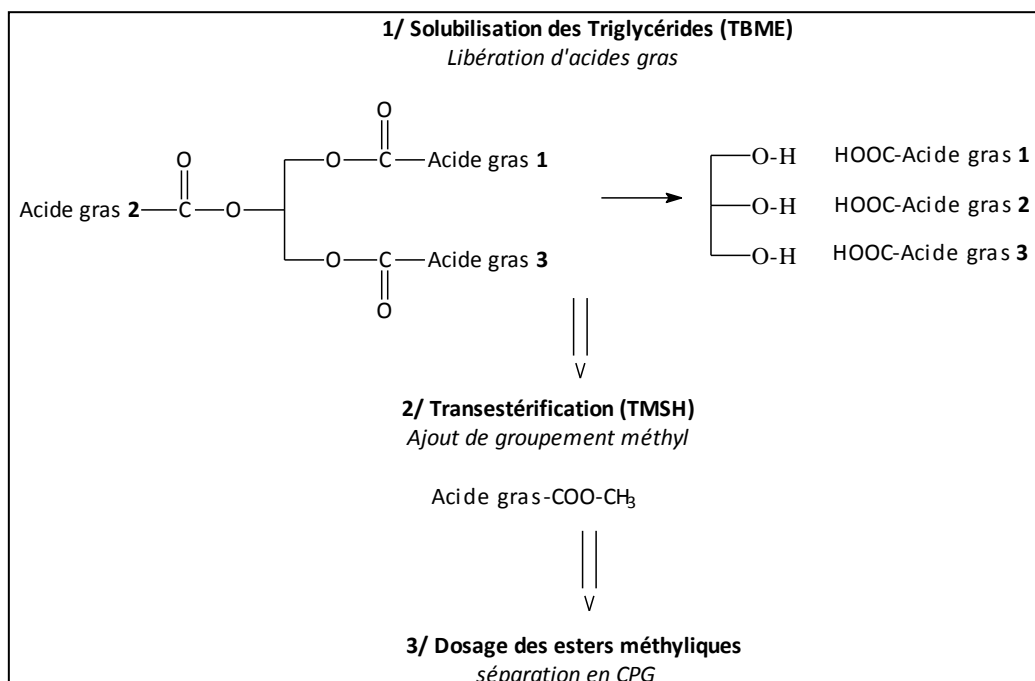 1/ Solubilisation des Triglycérides (TBME)
Libération d'acides gras
O
O
O C Acide gras 1
Acide gras 2 C O
O C Acide gras 3
O
O-H HOOC-Acide gras 1
O-H HOOC-Acide gras 2
O-H HOOC-Acide gras 3
2/ Transestérification (TMSH)
Ajout de groupement méthyl
Acide gras-COO-CH3
3/ Dosage des esters méthyliques
séparation en CPG